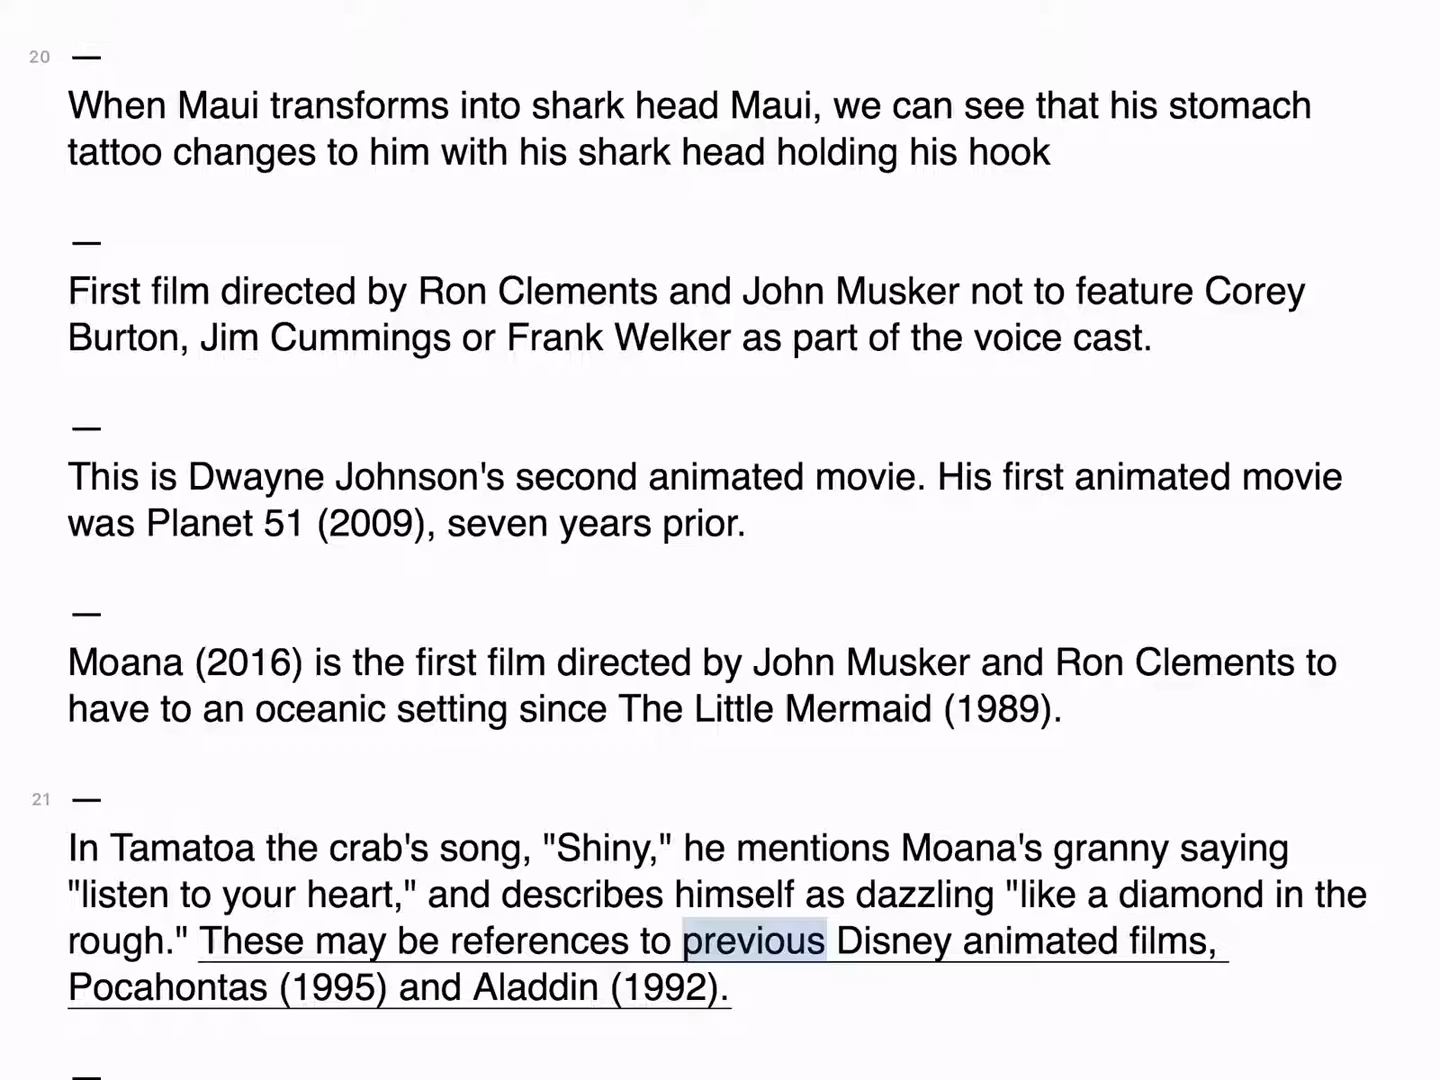 20 —
When Maui transforms into shark head Maui, we can see that his stomach
tattoo changes to him with his shark head holding his hook
—
First film directed by Ron Clements and John Musker not to feature Corey
Burton, Jim Cummings or Frank Welker as part of the voice cast.
—
This is Dwayne Johnson's second animated movie. His first animated movie
was Planet 51 (2009), seven years prior.
—
Moana (2016) is the first film directed by John Musker and Ron Clements to
have to an oceanic setting since The Little Mermaid (1989).
21 —
In Tamatoa the crab's song, "Shiny," he mentions Moana's granny saying
"listen to your heart," and describes himself as dazzling "like a diamond in the
rough." These may be references to previous Disney animated films,
Pocahontas (1995) and Aladdin (1992).
—